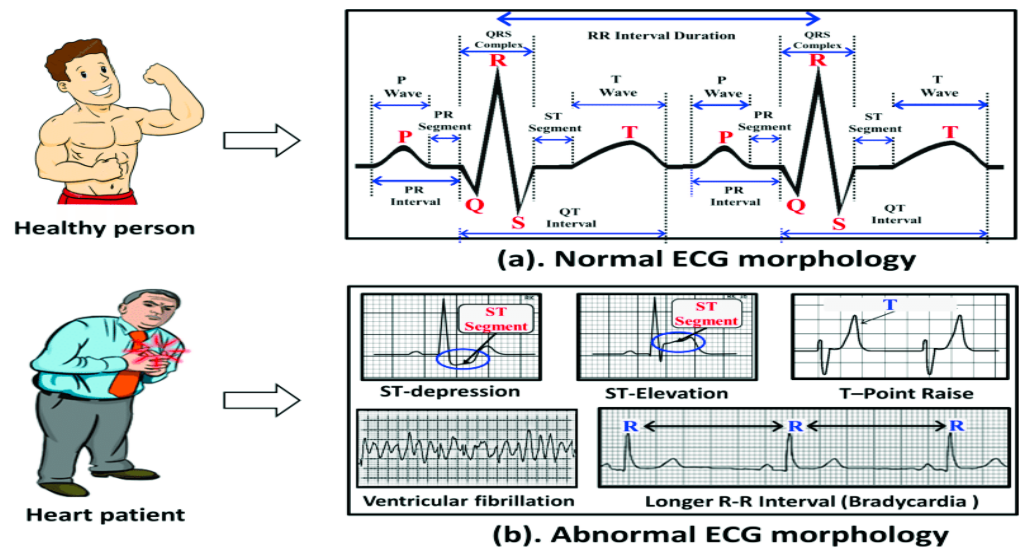 Healthy person
RR Interval Duration
QRS
Complex
R
P
Wave
PR
Segment
P
ST
Segment
T
Wave
T
PR
Interval
Q
S
QT
Interval
QRS
Complex
R
P
Wave
PR
Segment
P
ST
Segment
T
Wave
T
PR
Interval
Q
S
QT
Interval
(a). Normal ECG morphology
Heart patient
ST
Segment
ST-depression
ST
Segment
ST-Elevation
T
T–Point Raise
Ventricular fibrillation
R
R
R
Longer R-R Interval (Bradycardia )
(b). Abnormal ECG morphology